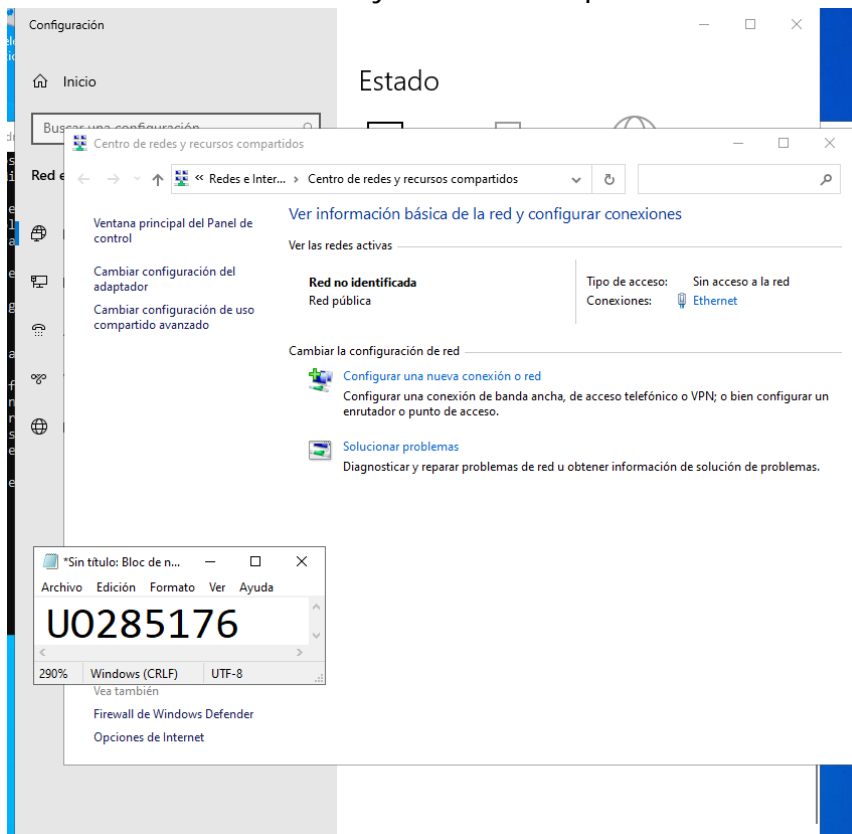 Configuración
Inicio
Estado
Buscar una configuración
Centro de redes y recursos compartidos
Red e
« Redes e Inter... > Centro de redes y recursos compartidos
Ventana principal del Panel de
control
Cambiar configuración del
adaptador
Cambiar configuración de uso
compartido avanzado
Ver información básica de la red y configurar conexiones
Ver las redes activas
Red no identificada
Red pública
Tipo de acceso: Sin acceso a la red
Conexiones: Ethernet
Cambiar la configuración de red
Configurar una nueva conexión o red
Configurar una conexión de banda ancha, de acceso telefónico o VPN; o bien configurar un
enrutador o punto de acceso.
Solucionar problemas
Diagnosticar y reparar problemas de red u obtener información de solución de problemas.
*Sin título: Bloc de n...
Archivo Edición Formato Ver Ayuda
UO285176
290% Windows (CRLF) UTF-8
Vea también
Firewall de Windows Defender
Opciones de Internet